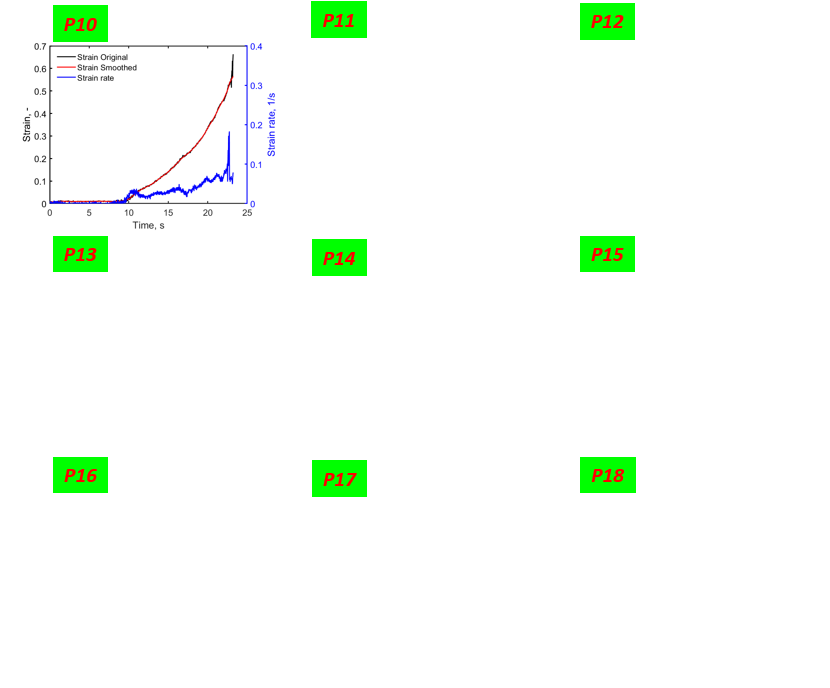 P10
P11
P12
0.7
0.6
0.5
0.4
0.3
0.2
0.1
0
Strain, -
Strain Original
Strain Smoothed
Strain rate
0.4
0.3
0.2
0.1
0
Strain rate, 1/s
0 5 10 15 20 25
Time, s
P13
P14
P15
P16
P17
P18